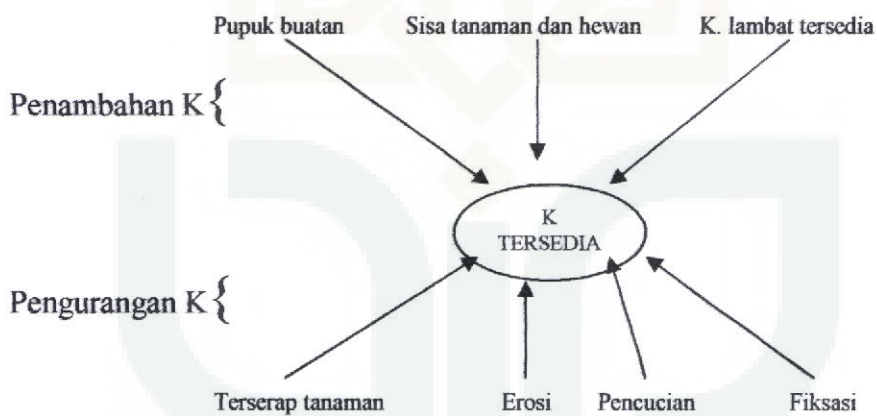 Pupuk buatan Sisa tanaman dan hewan K. lambat tersedia
Penambahan K {
K
TERSEDIA
Pengurangan K {
Terserap tanaman Erosi Pencucian Fiksasi